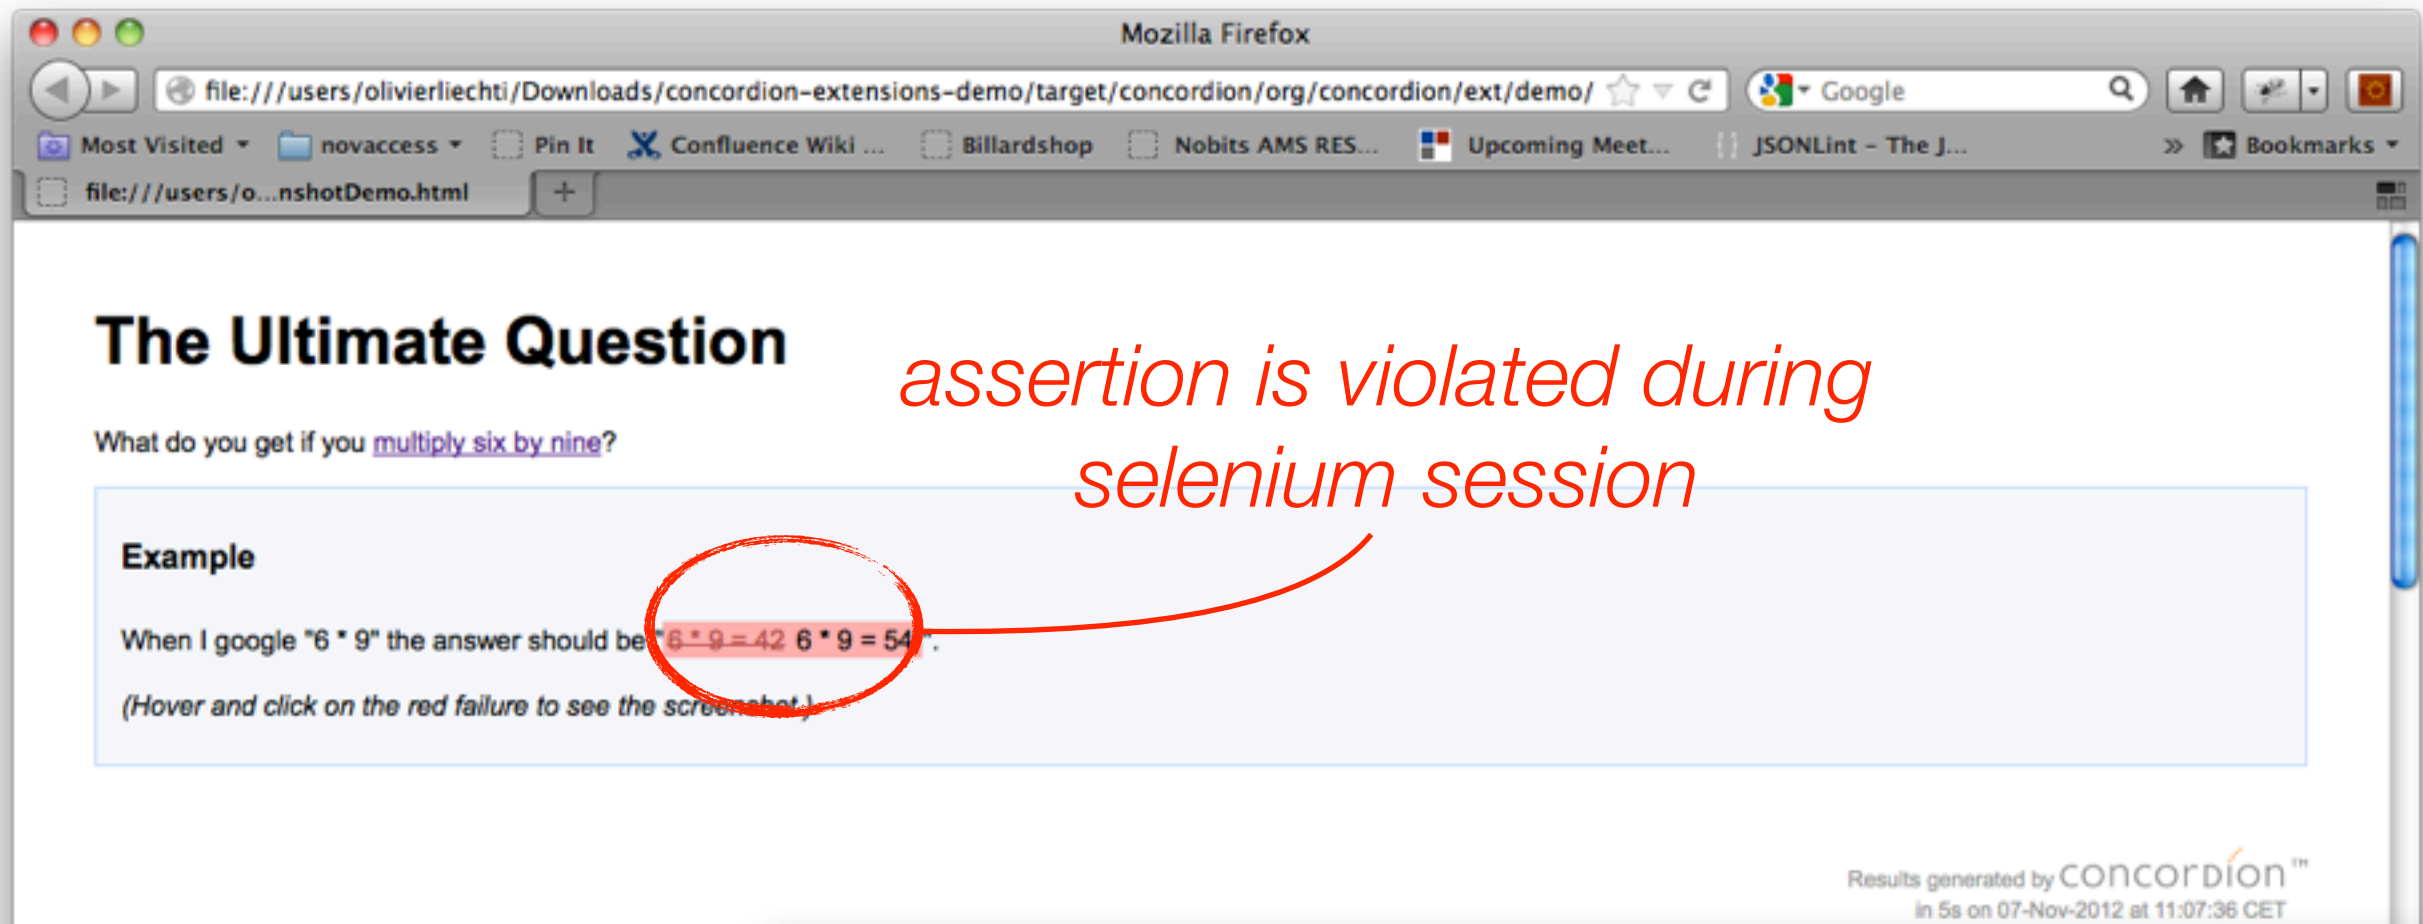 Mozilla Firefox
file:///users/olivierliechti/Downloads/concordion-extensions-demo/target/concordion/org/concordion/ext/demo/
Google
Most Visited
novaccess
Pin It
Confluence Wiki ...
Billardshop
Nobits AMS RES...
Upcoming Meet...
JSONLint - The J...
»
Bookmarks
file:///users/o...nshotDemo.html
The Ultimate Question
assertion is violated during
selenium session
What do you get if you multiply six by nine?
Example
When I google "6 * 9" the answer should be "6 * 9 = 42 6 * 9 = 54 ".
(Hover and click on the red failure to see the screenshot.)
Results generated by concordion™
in 5s on 07-Nov-2012 at 11:07:36 CET